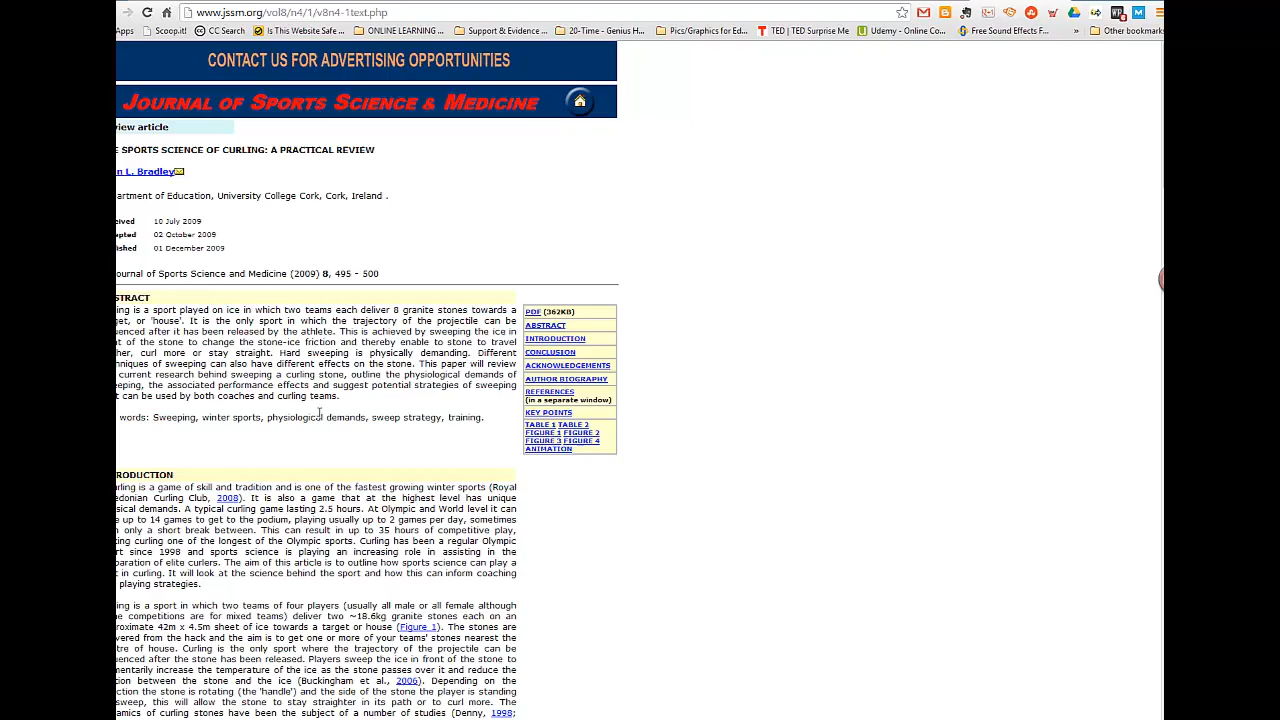 www.jssm.org/vol8/n4/1/v8n4-1text.php
Apps Scoop.it! CC Search Is This Website Safe ... ONLINE LEARNING ... Support & Evidence ... 20-Time - Genius H... Pics/Graphics for Ed... TED | TED Surprise Me Udemy - Online Co... Free Sound Effects F... » Other bookmarks
CONTACT US FOR ADVERTISING OPPORTUNITIES
JOURNAL OF SPORTS SCIENCE & MEDICINE
view article
E SPORTS SCIENCE OF CURLING: A PRACTICAL REVIEW
n L. Bradley
artment of Education, University College Cork, Cork, Ireland .
eived 10 July 2009
epted 02 October 2009
ished 01 December 2009
ournal of Sports Science and Medicine (2009) 8, 495 - 500
STRACT
ing is a sport played on ice in which two teams each deliver 8 granite stones towards a
get, or 'house'. It is the only sport in which the trajectory of the projectile can be
uenced after it has been released by the athlete. This is achieved by sweeping the ice in
t of the stone to change the stone-ice friction and thereby enable to stone to travel
her, curl more or stay straight. Hard sweeping is physically demanding. Different
hniques of sweeping can also have different effects on the stone. This paper will review
current research behind sweeping a curling stone, outline the physiological demands of
eeping, the associated performance effects and suggest potential strategies of sweeping
t can be used by both coaches and curling teams.
words: Sweeping, winter sports, physiological demands, sweep strategy, training.
PDF (362KB)
ABSTRACT
INTRODUCTION
CONCLUSION
ACKNOWLEDGEMENTS
AUTHOR BIOGRAPHY
REFERENCES
(in a separate window)
KEY POINTS
TABLE 1 TABLE 2
FIGURE 1 FIGURE 2
FIGURE 3 FIGURE 4
ANIMATION
RODUCTION
rling is a game of skill and tradition and is one of the fastest growing winter sports (Royal
edonian Curling Club, 2008). It is also a game that at the highest level has unique
sical demands. A typical curling game lasting 2.5 hours. At Olympic and World level it can
e up to 14 games to get to the podium, playing usually up to 2 games per day, sometimes
h only a short break between. This can result in up to 35 hours of competitive play,
king curling one of the longest of the Olympic sports. Curling has been a regular Olympic
rt since 1998 and sports science is playing an increasing role in assisting in the
paration of elite curlers. The aim of this article is to outline how sports science can play a
t in curling. It will look at the science behind the sport and how this can inform coaching
playing strategies.
ing is a sport in which two teams of four players (usually all male or all female although
e competitions are for mixed teams) deliver two ~18.6kg granite stones each on an
roximate 42m x 4.5m sheet of ice towards a target or house (Figure 1). The stones are
vered from the hack and the aim is to get one or more of your teams' stones nearest the
tre of house. Curling is the only sport where the trajectory of the projectile can be
uenced after the stone has been released. Players sweep the ice in front of the stone to
mentarily increase the temperature of the ice as the stone passes over it and reduce the
ion between the stone and the ice (Buckingham et al., 2006). Depending on the
ction the stone is rotating (the 'handle') and the side of the stone the player is standing
sweep, this will allow the stone to stay straighter in its path or to curl more. The
amics of curling stones have been the subject of a number of studies (Denny, 1998;